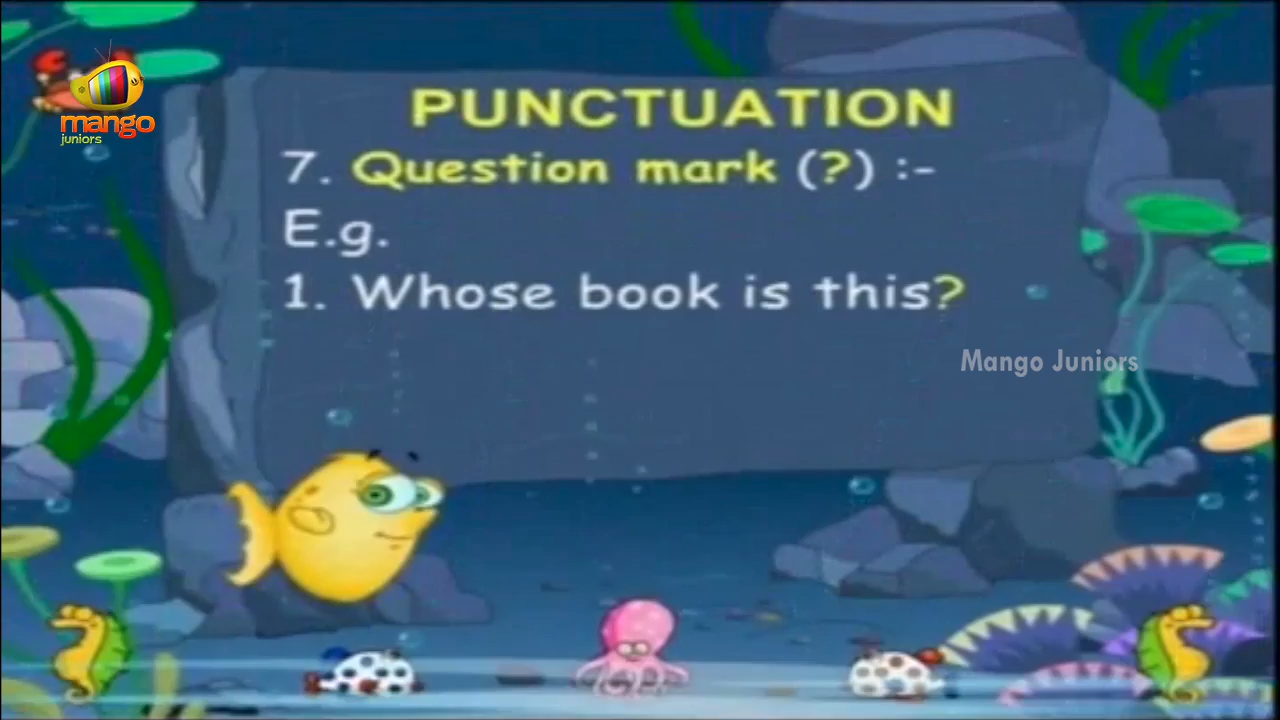 mango
juniors
PUNCTUATION
7. Question mark (?) :-
E.g.
1. Whose book is this?
Mango Juniors